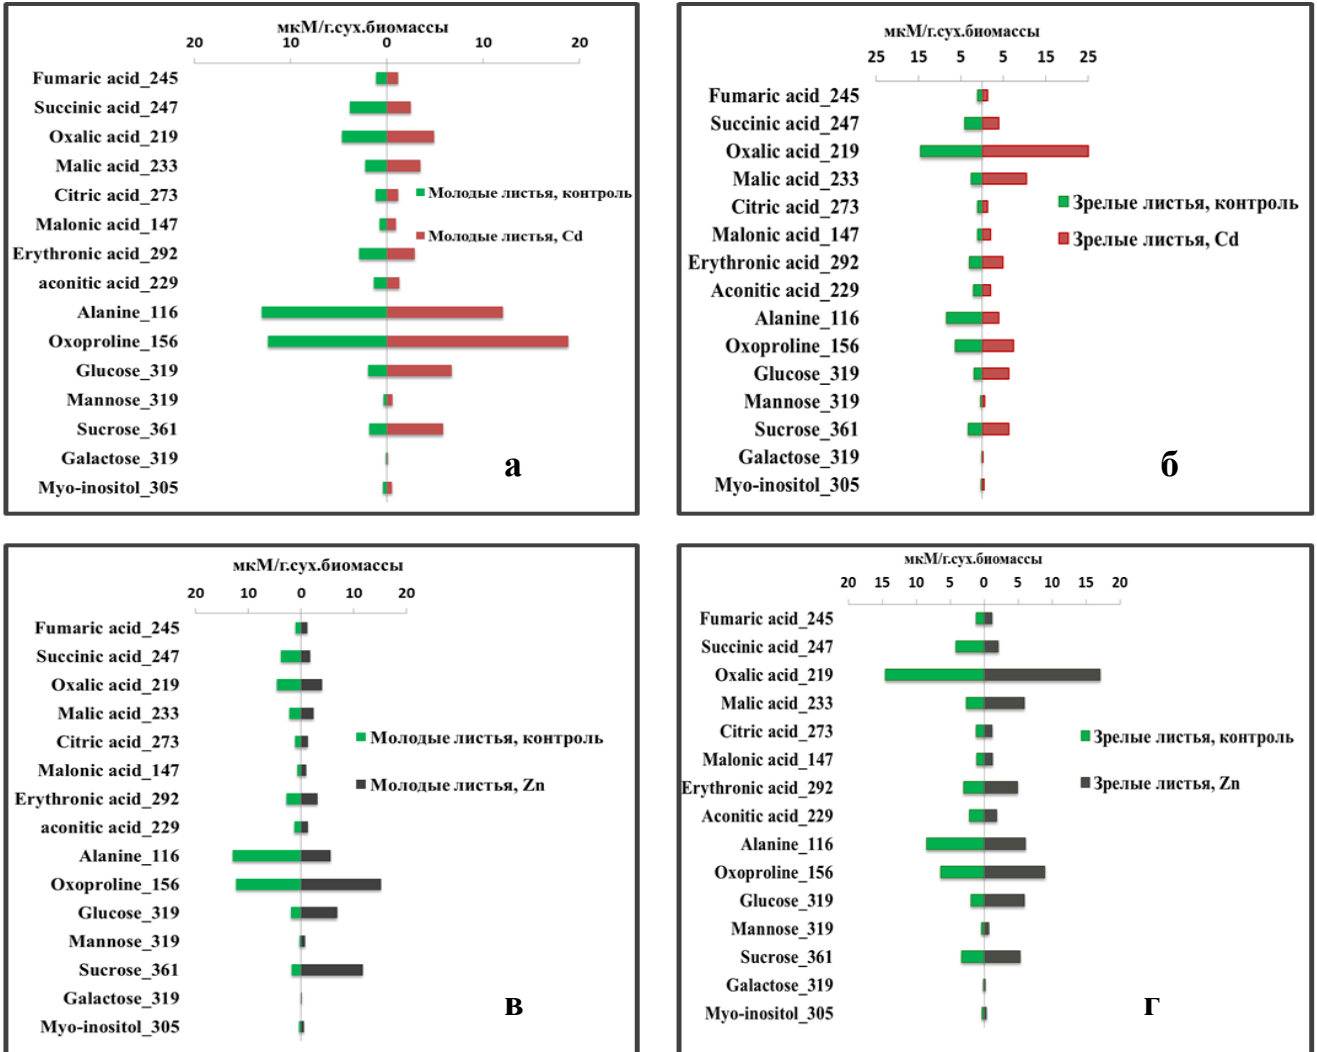 мкМ/г.сух.биомассы
20 10 0 10 20
Fumaric acid_245
Succinic acid_247
Oxalic acid_219
Malic acid_233
Citric acid_273
Malonic acid_147
Erythronic acid_292
aconitic acid_229
Alanine_116
Oxoproline_156
Glucose_319
Mannose_319
Sucrose_361
Galactose_319
Myo-inositol_305
Молодые листья, контроль
Молодые листья, Cd
а
мкМ/г.сух.биомассы
25 15 5 5 15 25
Fumaric acid_245
Succinic acid_247
Oxalic acid_219
Malic acid_233
Citric acid_273
Malonic acid_147
Erythronic acid_292
Aconitic acid_229
Alanine_116
Oxoproline_156
Glucose_319
Mannose_319
Sucrose_361
Galactose_319
Myo-inositol_305
Зрелые листья, контроль
Зрелые листья, Cd
б
мкМ/г.сух.биомассы
20 10 0 10 20
Fumaric acid_245
Succinic acid_247
Oxalic acid_219
Malic acid_233
Citric acid_273
Malonic acid_147
Erythronic acid_292
aconitic acid_229
Alanine_116
Oxoproline_156
Glucose_319
Mannose_319
Sucrose_361
Galactose_319
Myo-inositol_305
Молодые листья, контроль
Молодые листья, Zn
в
мкМ/г.сух.биомассы
20 15 10 5 0 5 10 15 20
Fumaric acid_245
Succinic acid_247
Oxalic acid_219
Malic acid_233
Citric acid_273
Malonic acid_147
Erythronic acid_292
Aconitic acid_229
Alanine_116
Oxoproline_156
Glucose_319
Mannose_319
Sucrose_361
Galactose_319
Myo-inositol_305
Зрелые листья, контроль
Зрелые листья, Zn
г